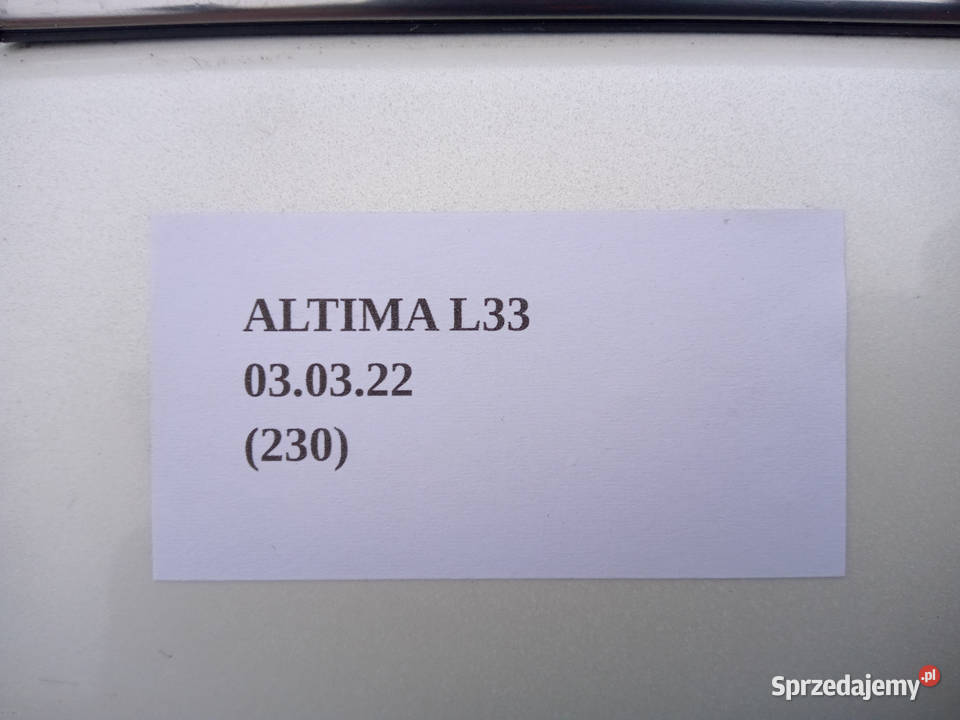 ALTIMA L33
03.03.22
(230)
Sprzedajemy.pl